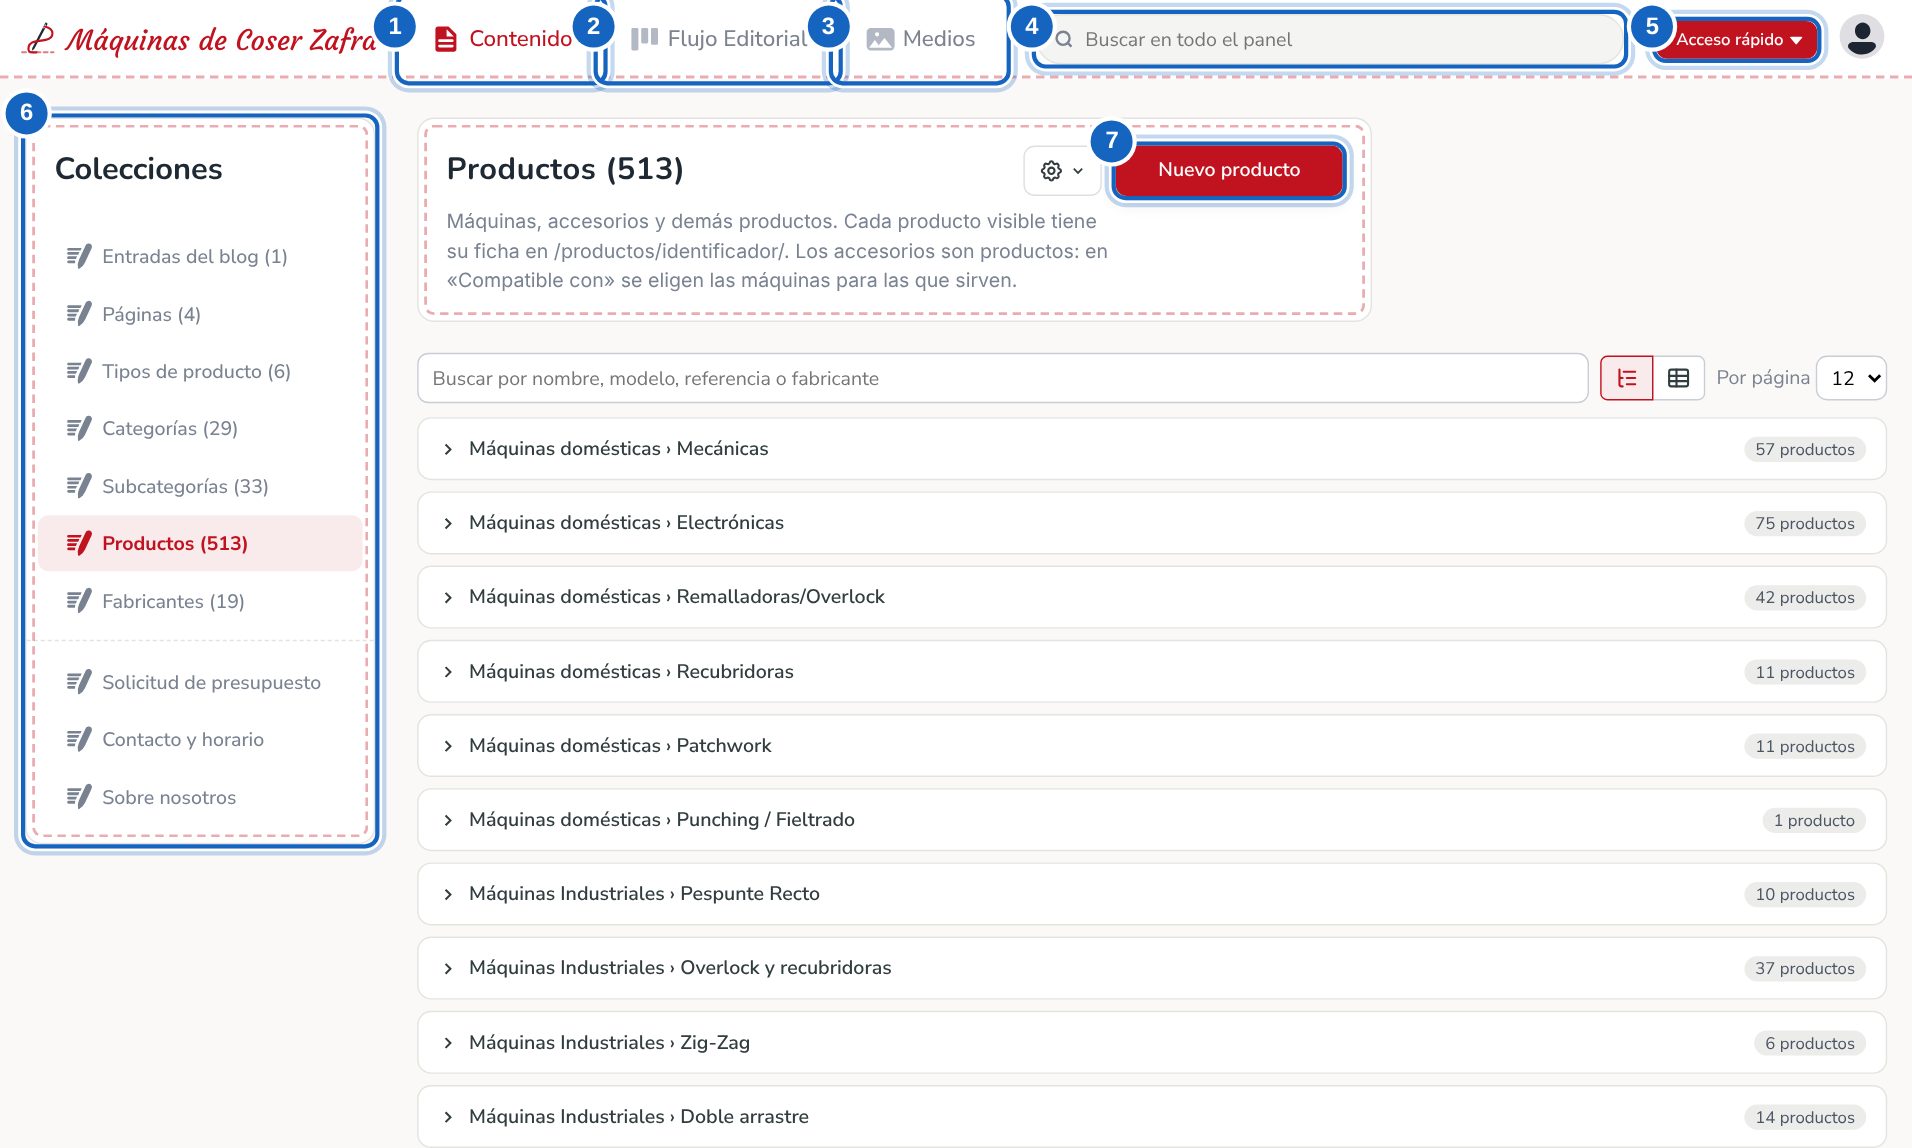 Máquinas de Coser Zafra
1
Contenido
2
Flujo Editorial
3
Medios
4
Buscar en todo el panel
5
Acceso rápido
6
Colecciones
Entradas del blog (1)
Páginas (4)
Tipos de producto (6)
Categorías (29)
Subcategorías (33)
Productos (513)
Fabricantes (19)
Solicitud de presupuesto
Contacto y horario
Sobre nosotros
Productos (513)
7
Nuevo producto
Máquinas, accesorios y demás productos. Cada producto visible tiene
su ficha en /productos/identificador/. Los accesorios son productos: en
«Compatible con» se eligen las máquinas para las que sirven.
Buscar por nombre, modelo, referencia o fabricante
Por página
12
Máquinas domésticas › Mecánicas
57 productos
Máquinas domésticas › Electrónicas
75 productos
Máquinas domésticas › Remalladoras/Overlock
42 productos
Máquinas domésticas › Recubridoras
11 productos
Máquinas domésticas › Patchwork
11 productos
Máquinas domésticas › Punching / Fieltrado
1 producto
Máquinas Industriales › Pespunte Recto
10 productos
Máquinas Industriales › Overlock y recubridoras
37 productos
Máquinas Industriales › Zig-Zag
6 productos
Máquinas Industriales › Doble arrastre
14 productos